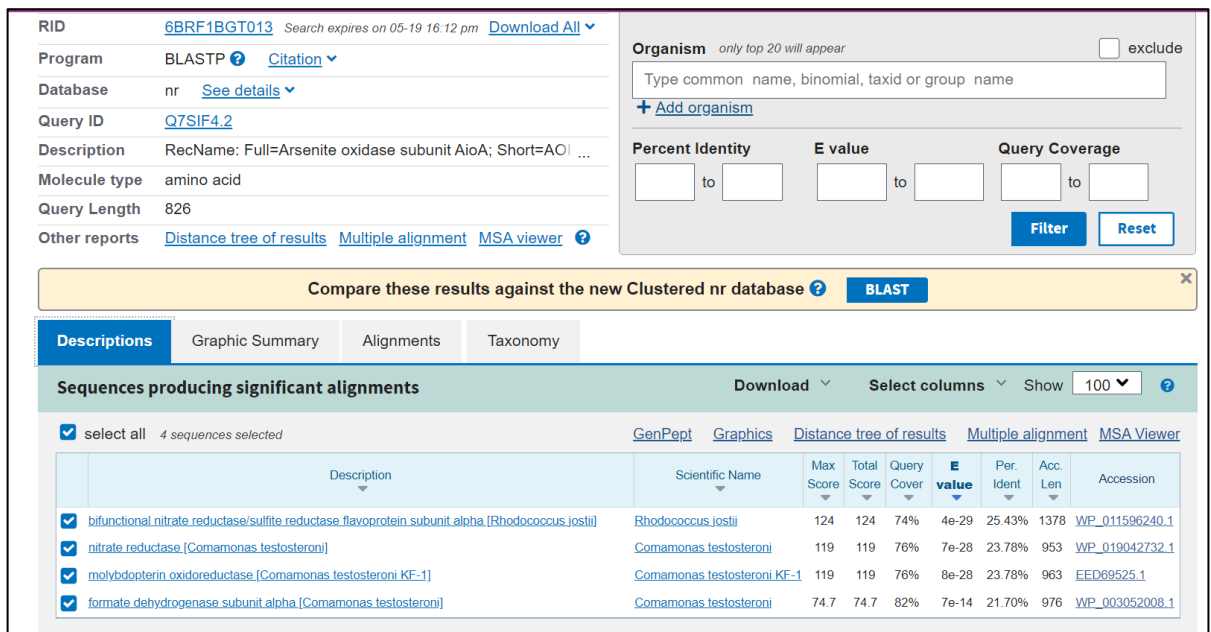 RID 6BRF1BGT013 Search expires on 05-19 16:12 pm Download All
Program BLASTP ? Citation
Database nr See details
Query ID Q7SIF4.2
Description RecName: Full=Arsenite oxidase subunit AioA; Short=AOI ...
Molecule type amino acid
Query Length 826
Other reports Distance tree of results Multiple alignment MSA viewer ?
Organism only top 20 will appear exclude
Type common name, binomial, taxid or group name
+ Add organism
Percent Identity E value Query Coverage
to to to
Filter Reset
Compare these results against the new Clustered nr database ? BLAST ×
Descriptions Graphic Summary Alignments Taxonomy
Sequences producing significant alignments Download Select columns Show 100 ?
select all 4 sequences selected GenPept Graphics Distance tree of results Multiple alignment MSA Viewer
Description Scientific Name Max Score Total Score Query Cover E value Per. Ident Acc. Len Accession
bifunctional nitrate reductase/sulfite reductase flavoprotein subunit alpha [Rhodococcus jostii] Rhodococcus jostii 124 124 74% 4e-29 25.43% 1378 WP_011596240.1
nitrate reductase [Comamonas testosteroni] Comamonas testosteroni 119 119 76% 7e-28 23.78% 953 WP_019042732.1
molybdopterin oxidoreductase [Comamonas testosteroni KF-1] Comamonas testosteroni KF-1 119 119 76% 8e-28 23.78% 963 EED69525.1
formate dehydrogenase subunit alpha [Comamonas testosteroni] Comamonas testosteroni 74.7 74.7 82% 7e-14 21.70% 976 WP_003052008.1